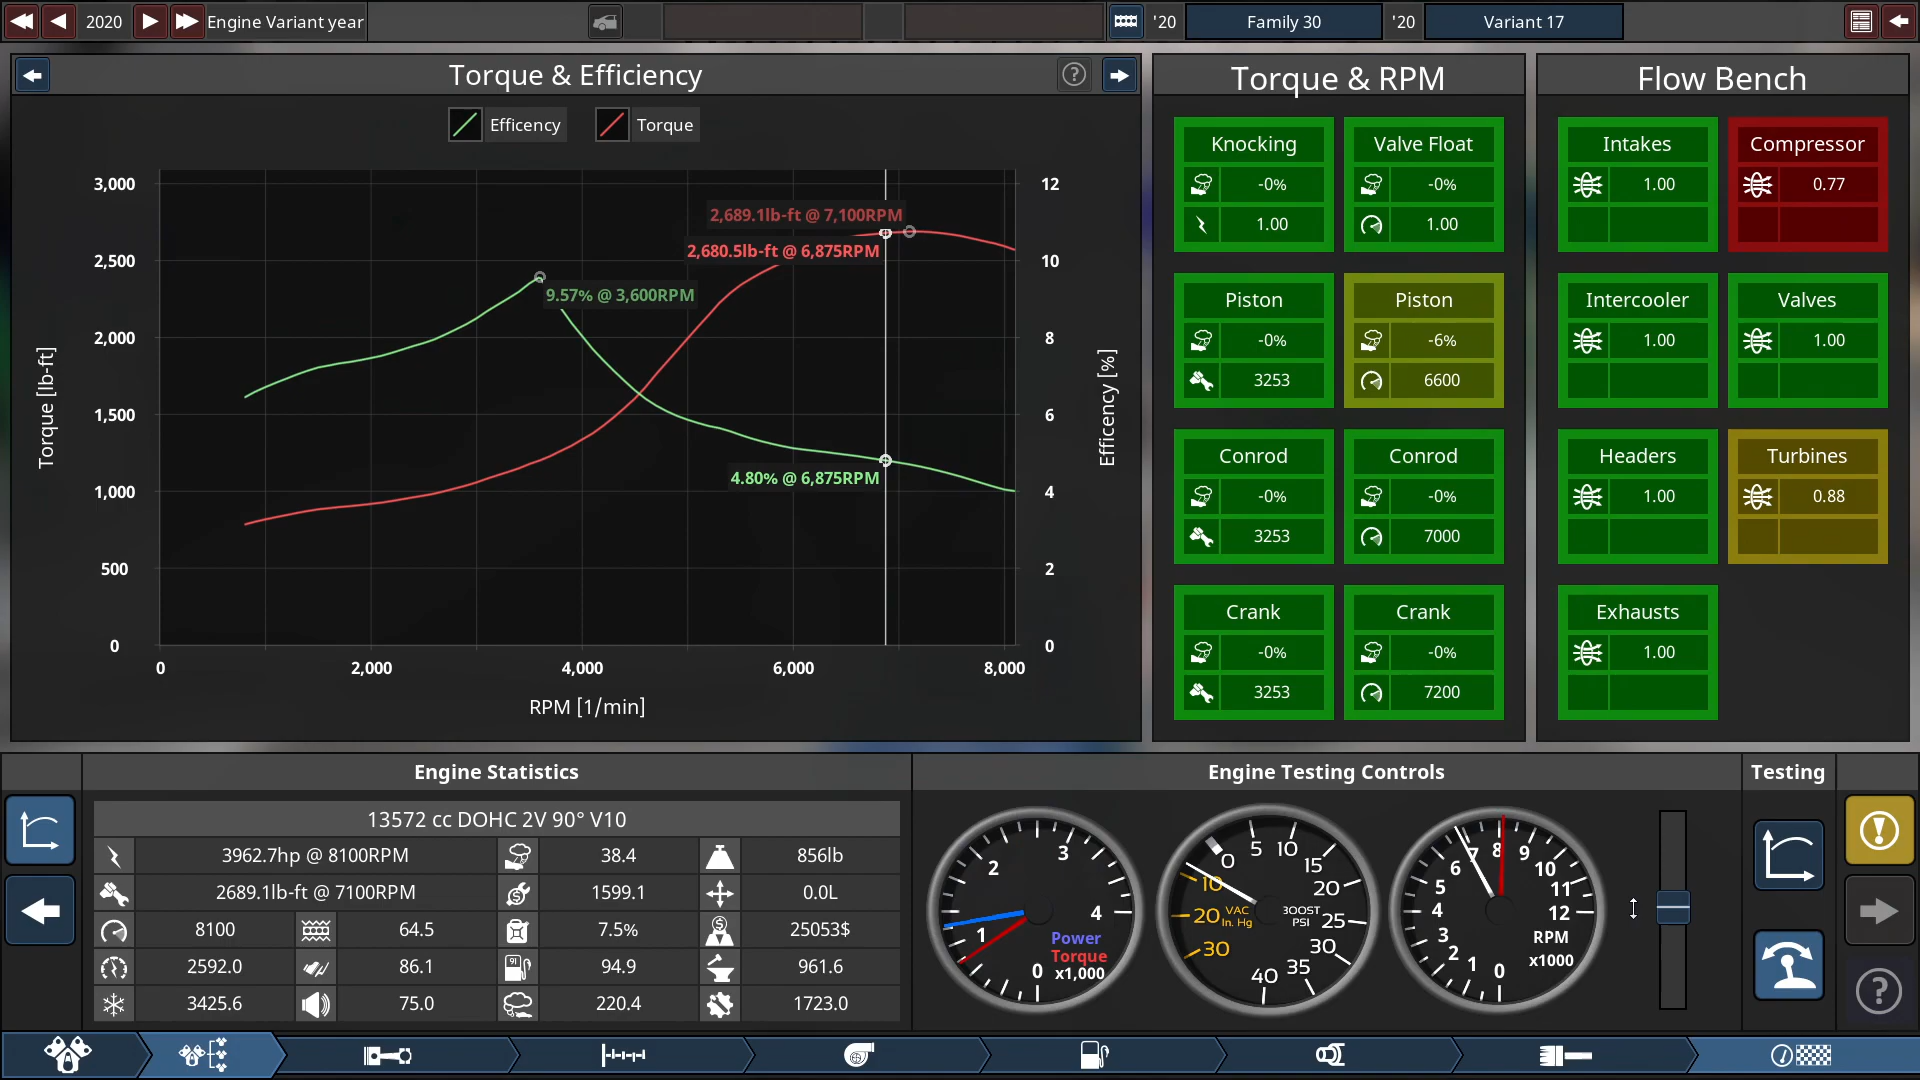 2020
Engine Variant year
'20
Family 30
'20
Variant 17
Torque & Efficiency
?
Efficency
Torque
3,000
2,500
2,000
1,500
1,000
500
0
Torque [lb-ft]
12
10
8
6
4
2
0
Efficency [%]
2,689.1lb-ft @ 7,100RPM
2,680.5lb-ft @ 6,875RPM
9.57% @ 3,600RPM
4.80% @ 6,875RPM
0
2,000
4,000
6,000
8,000
RPM [1/min]
Torque & RPM
Knocking
-0%
1.00
Valve Float
-0%
1.00
Piston
-0%
3253
Piston
-6%
6600
Conrod
-0%
3253
Conrod
-0%
7000
Crank
-0%
3253
Crank
-0%
7200
Flow Bench
Intakes
1.00
Compressor
0.77
Intercooler
1.00
Valves
1.00
Headers
1.00
Turbines
0.88
Exhausts
1.00
Engine Statistics
13572 cc DOHC 2V 90° V10
3962.7hp @ 8100RPM
38.4
856lb
2689.1lb-ft @ 7100RPM
1599.1
0.0L
8100
64.5
7.5%
25053$
2592.0
86.1
91
94.9
961.6
3425.6
75.0
220.4
1723.0
Engine Testing Controls
0
1
2
3
4
Power
Torque
x1,000
30
20
10
0
5
10
15
20
25
30
35
40
VAC
In. Hg
BOOST
PSI
0
1
2
3
4
5
6
7
8
9
10
11
12
RPM
x1000
Testing
?